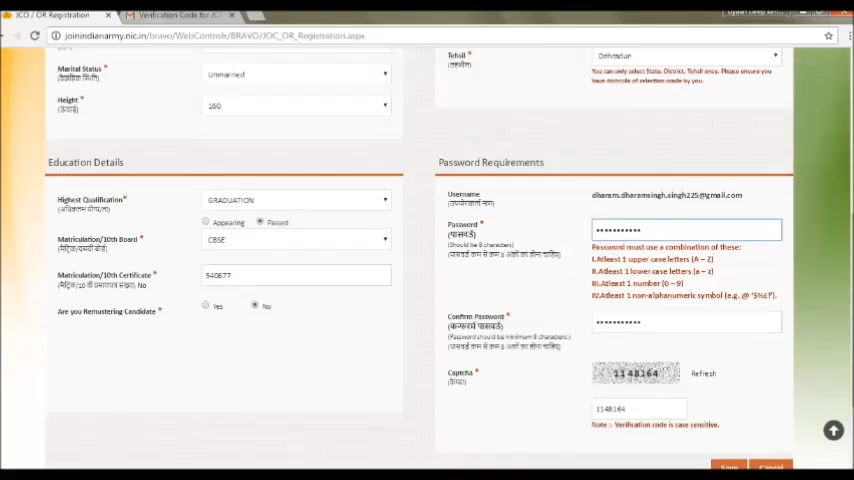 JCO / OR Registration
Verification Code for JC
joinindianarmy.nic.in/bravo/WebControls/BRAVO/JOC_OR_Registration.aspx
Marital Status *
(वैवाहिक स्थिति)
Unmarried
Height *
(ऊंचाई)
160
Tehsil *
(तहसील)
Dehradun
You can only select State, District, Tehsil once. Please ensure you
have domicile of selection made by you.
Education Details
Highest Qualification*
(अधिकतम योग्यता)
GRADUATION
Appearing
Passed
Matriculation/10th Board *
(मैट्रिक/दसवीं बोर्ड)
CBSE
Matriculation/10th Certificate *
(मैट्रिक/10 वीं प्रमाणपत्र संख्या) No
540677
Are you Remustering Candidate *
Yes
No
Password Requirements
Username
(उपयोगकर्ता नाम)
dharam.dharamsingh.singh225@gmail.com
Password *
(पासवर्ड)
(Should be 8 characters)
(पासवर्ड कम से कम 8 अंकों का होना चाहिए)
•••••••••••
Password must use a combination of these:
I.Atleast 1 upper case letters (A – Z)
II.Atleast 1 lower case letters (a – z)
III.Atleast 1 number (0 – 9)
IV.Atleast 1 non-alphanumeric symbol (e.g. @ '$%£!').
Confirm Password *
(कन्फर्म पासवर्ड)
(Password should be minimum 8 characters.)
(पासवर्ड कम से कम 8 अंकों का होना चाहिए)
•••••••••••
Captcha *
(कैप्चा)
1148164
Refresh
1148164
Note :- Verification code is case sensitive.
Save
Cancel